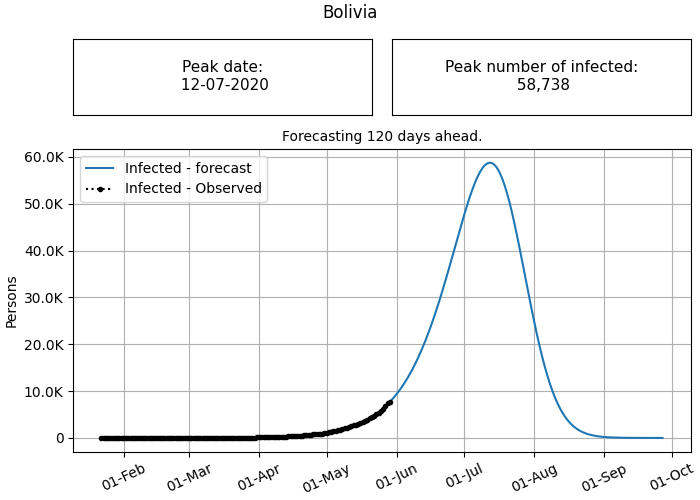 Bolivia
Peak date:
12-07-2020
Peak number of infected:
58,738
Forecasting 120 days ahead.
Infected - forecast
Infected - Observed
60.0K
50.0K
40.0K
30.0K
20.0K
10.0K
0
Persons
01-Feb
01-Mar
01-Apr
01-May
01-Jun
01-Jul
01-Aug
01-Sep
01-Oct